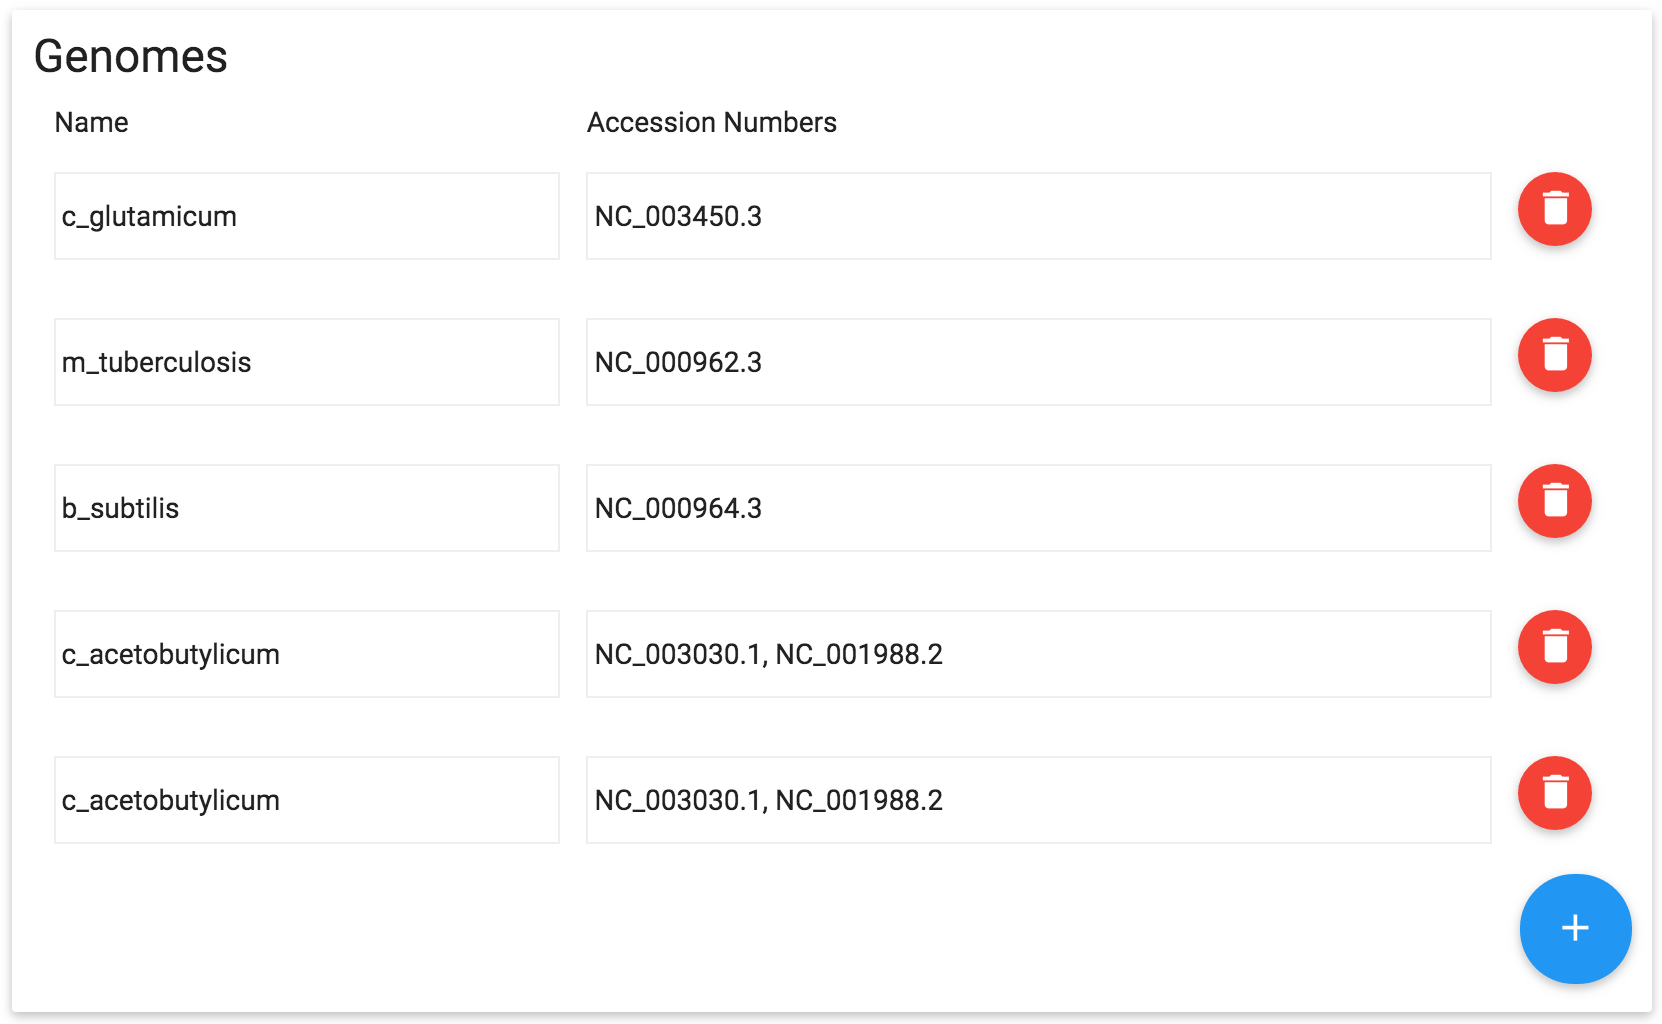 Genomes
Name Accession Numbers
c_glutamicum NC_003450.3
m_tuberculosis NC_000962.3
b_subtilis NC_000964.3
c_acetobutylicum NC_003030.1, NC_001988.2
c_acetobutylicum NC_003030.1, NC_001988.2
+